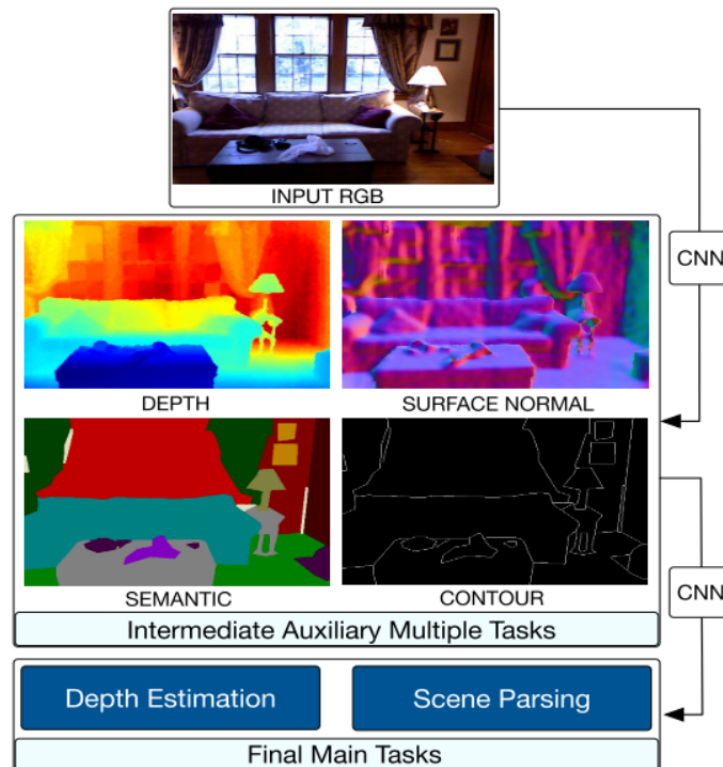 INPUT RGB
CNN
DEPTH
SURFACE NORMAL
SEMANTIC
CONTOUR
CNN
Intermediate Auxiliary Multiple Tasks
Depth Estimation
Scene Parsing
Final Main Tasks